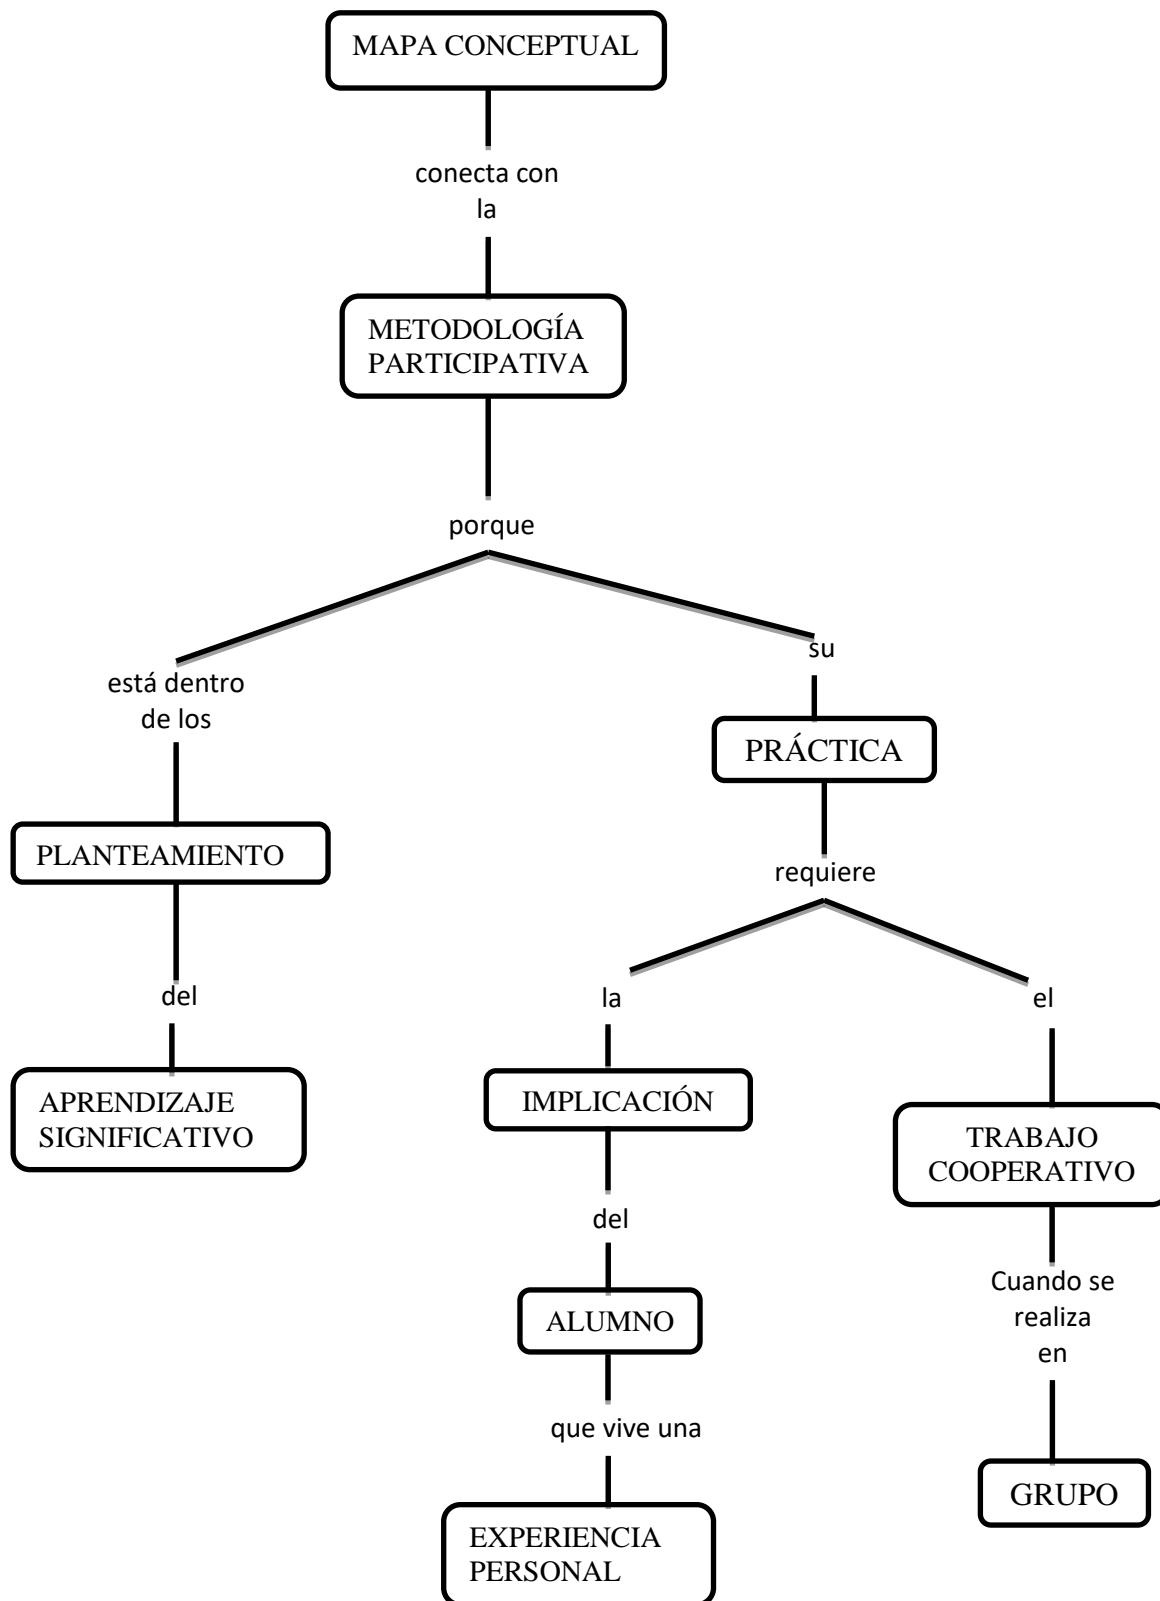 MAPA CONCEPTUAL
conecta con
la
METODOLOGÍA
PARTICIPATIVA
porque
está dentro
de los
PLANTEAMIENTO
del
APRENDIZAJE
SIGNIFICATIVO
su
PRÁCTICA
requiere
la
IMPLICACIÓN
del
ALUMNO
que vive una
EXPERIENCIA
PERSONAL
el
TRABAJO
COOPERATIVO
Cuando se
realiza
en
GRUPO